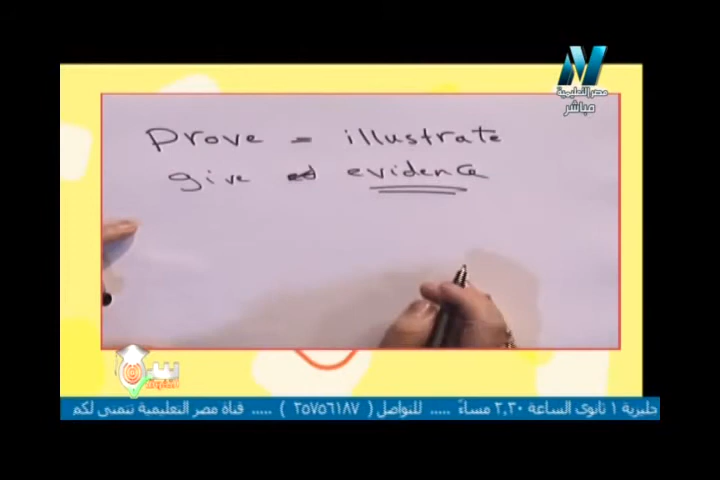 مصر التعليمية
مباشر
Prove = illustrate
give evidence
جليزية ١ ثانوى الساعة ٢,٣٠ مساءً ..... للتواصل ( ٢٥٧٥٦١٨٧ ) ..... قناة مصر التعليمية تتمنى لكم